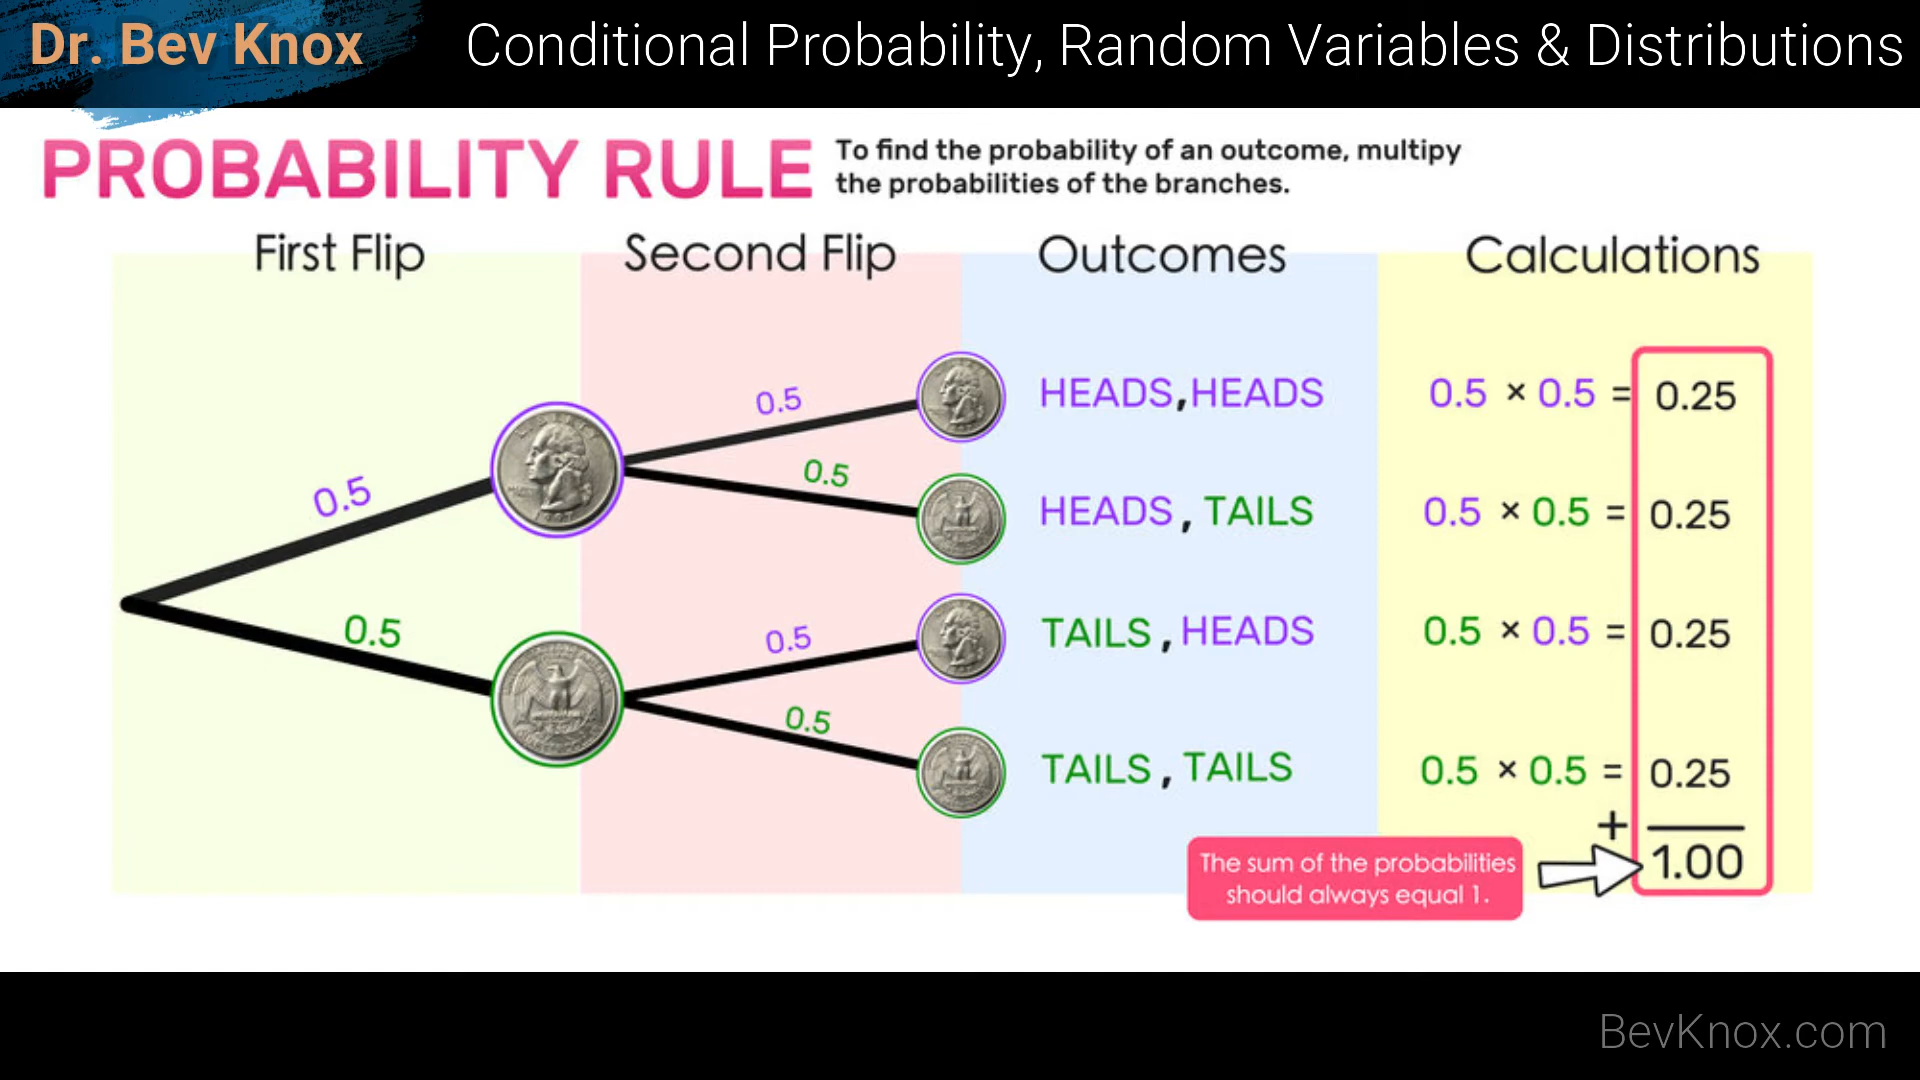 Dr. Bev Knox
Conditional Probability, Random Variables & Distributions
PROBABILITY RULE
To find the probability of an outcome, multipy
the probabilities of the branches.
First Flip
Second Flip
Outcomes
Calculations
0.5
0.5
0.5
0.5
0.5
0.5
HEADS,HEADS
0.5 × 0.5 = 0.25
HEADS , TAILS
0.5 × 0.5 = 0.25
TAILS , HEADS
0.5 × 0.5 = 0.25
TAILS , TAILS
0.5 × 0.5 = 0.25
+
1.00
The sum of the probabilities
should always equal 1.
BevKnox.com